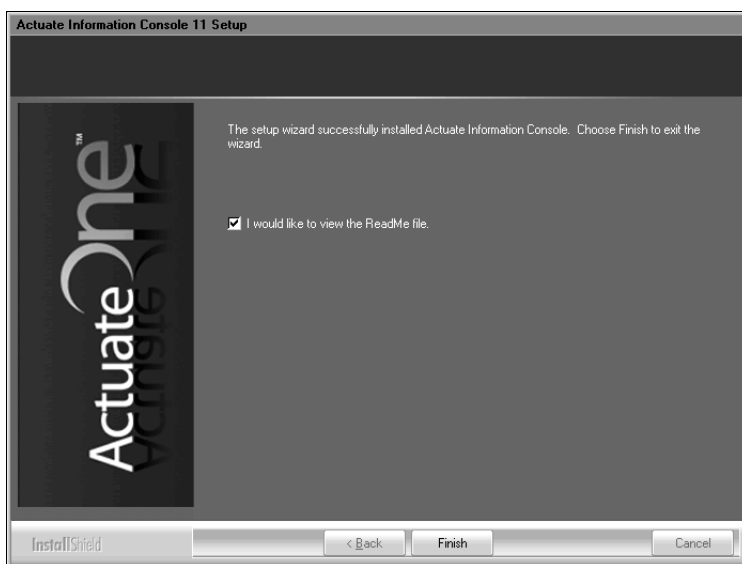 Actuate Information Console 11 Setup
ActuateOne™
The setup wizard successfully installed Actuate Information Console. Choose Finish to exit the
wizard.
I would like to view the ReadMe file.
InstallShield
< Back
Finish
Cancel